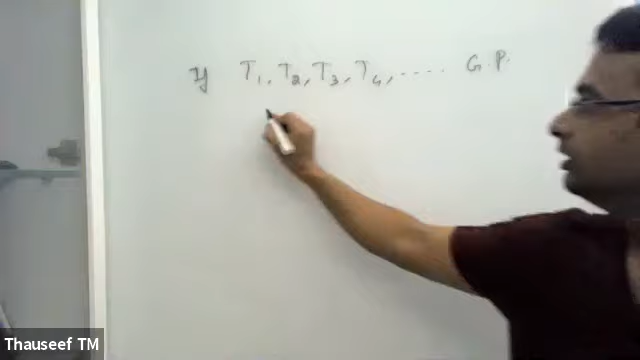 If T₁, T₂, T₃, T₄, ..... G.P.
Thauseef TM